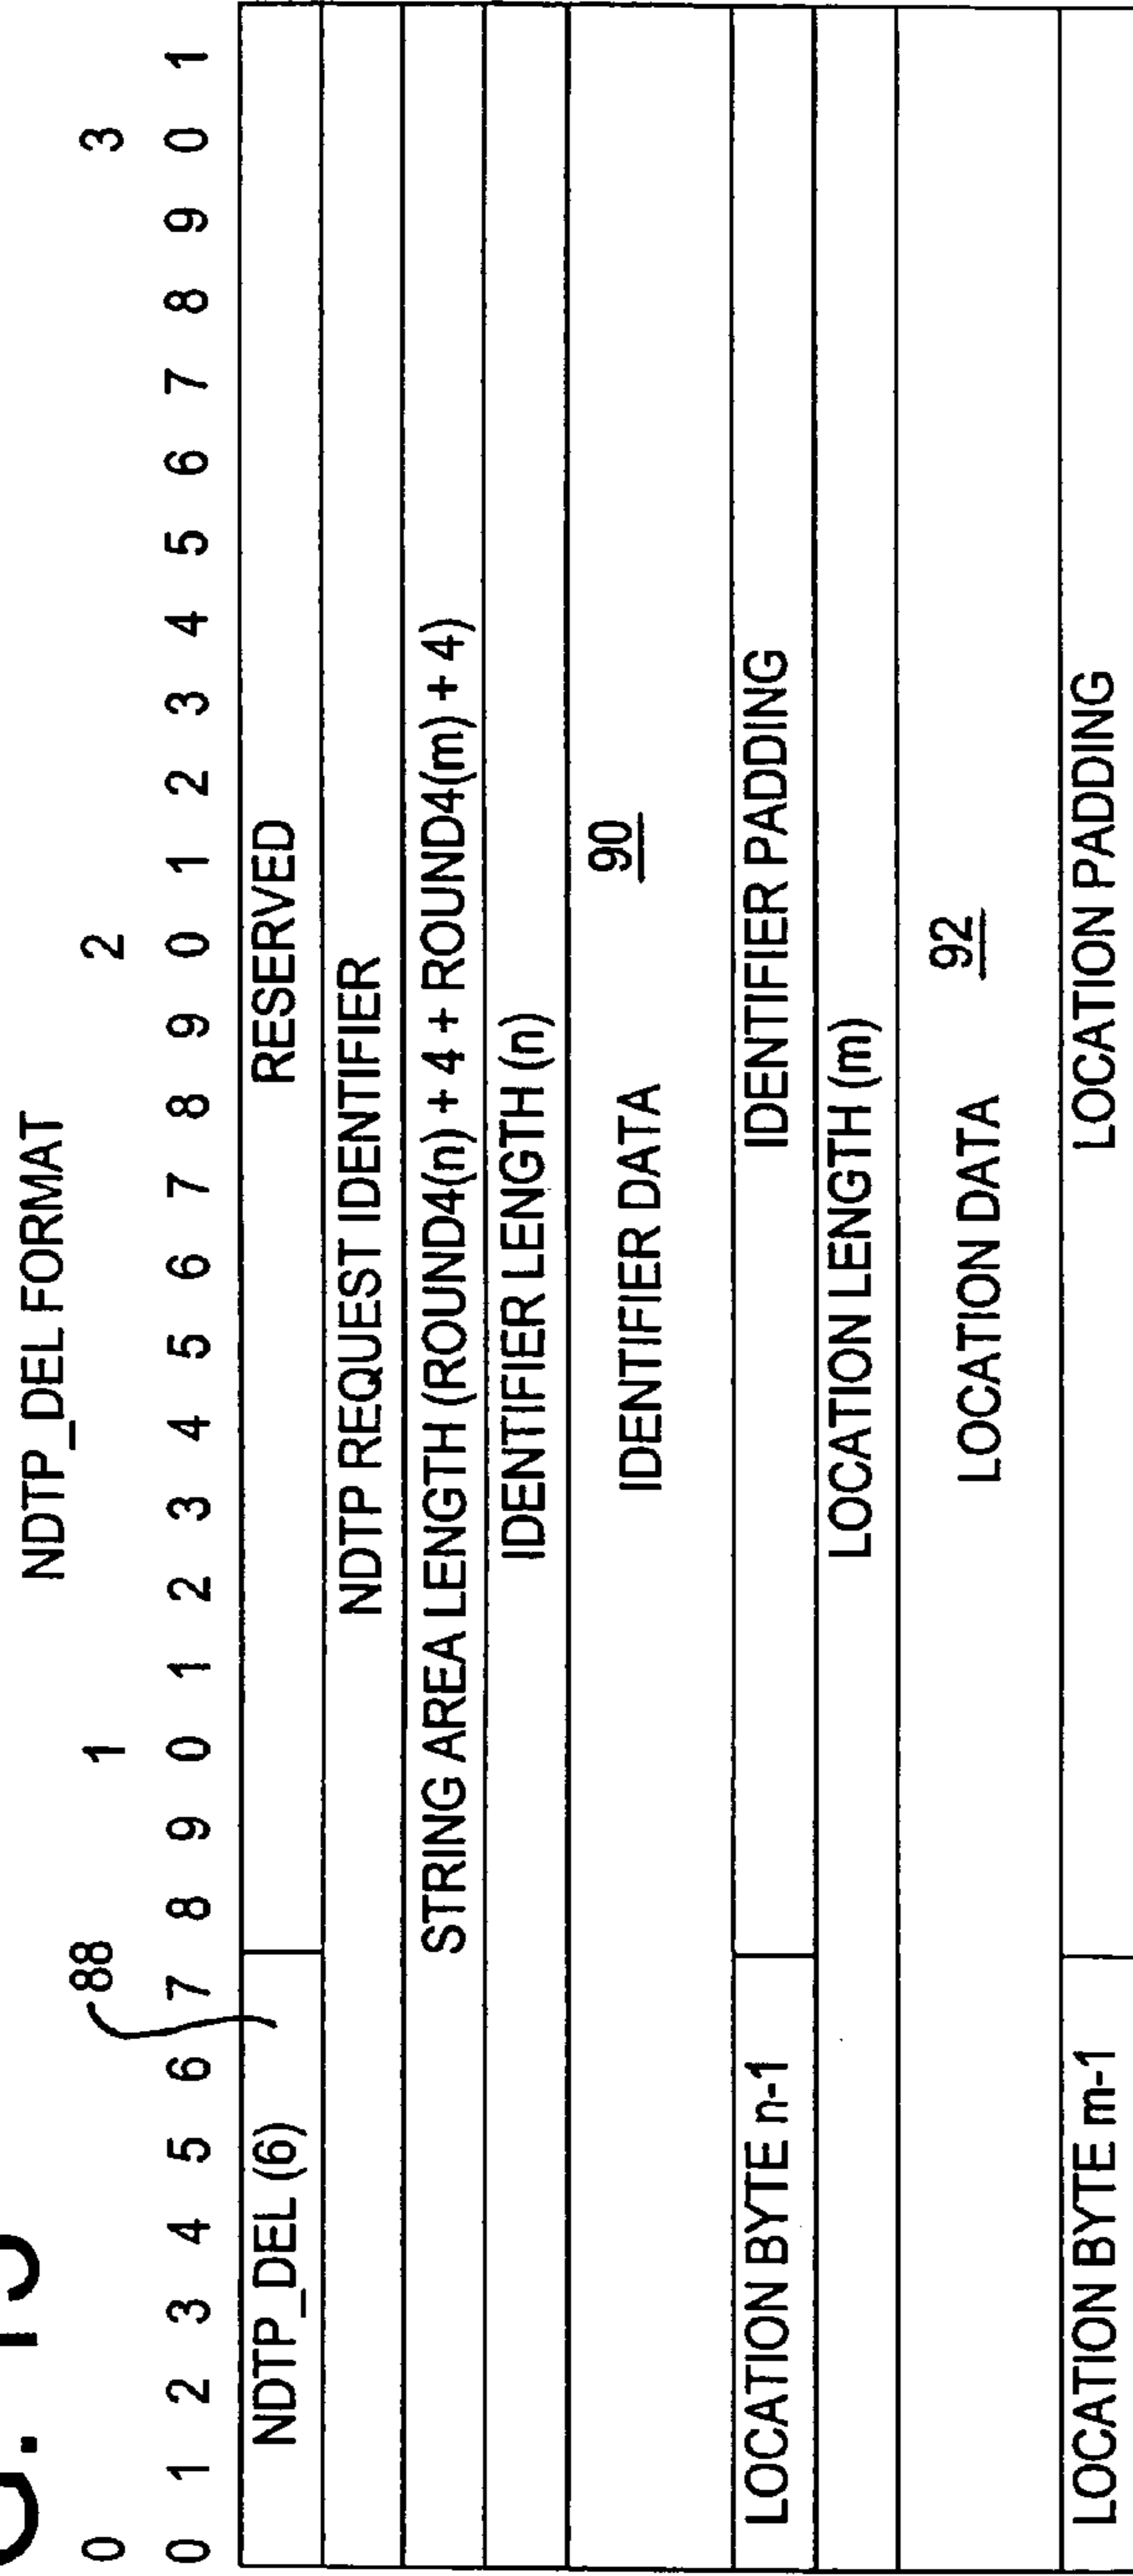 NDTP_DEL FORMAT
0 1 2 3
0 1 2 3 4 5 6 7 8 9 0 1 2 3 4 5 6 7 8 9 0 1 2 3 4 5 6 7 8 9 0 1
88
NDTP_DEL (6) RESERVED
NDTP REQUEST IDENTIFIER
STRING AREA LENGTH (ROUND4(n) + 4 + ROUND4(m) + 4)
IDENTIFIER LENGTH (n)
90
IDENTIFIER DATA
LOCATION BYTE n-1 IDENTIFIER PADDING
LOCATION LENGTH (m)
92
LOCATION DATA
LOCATION BYTE m-1 LOCATION PADDING